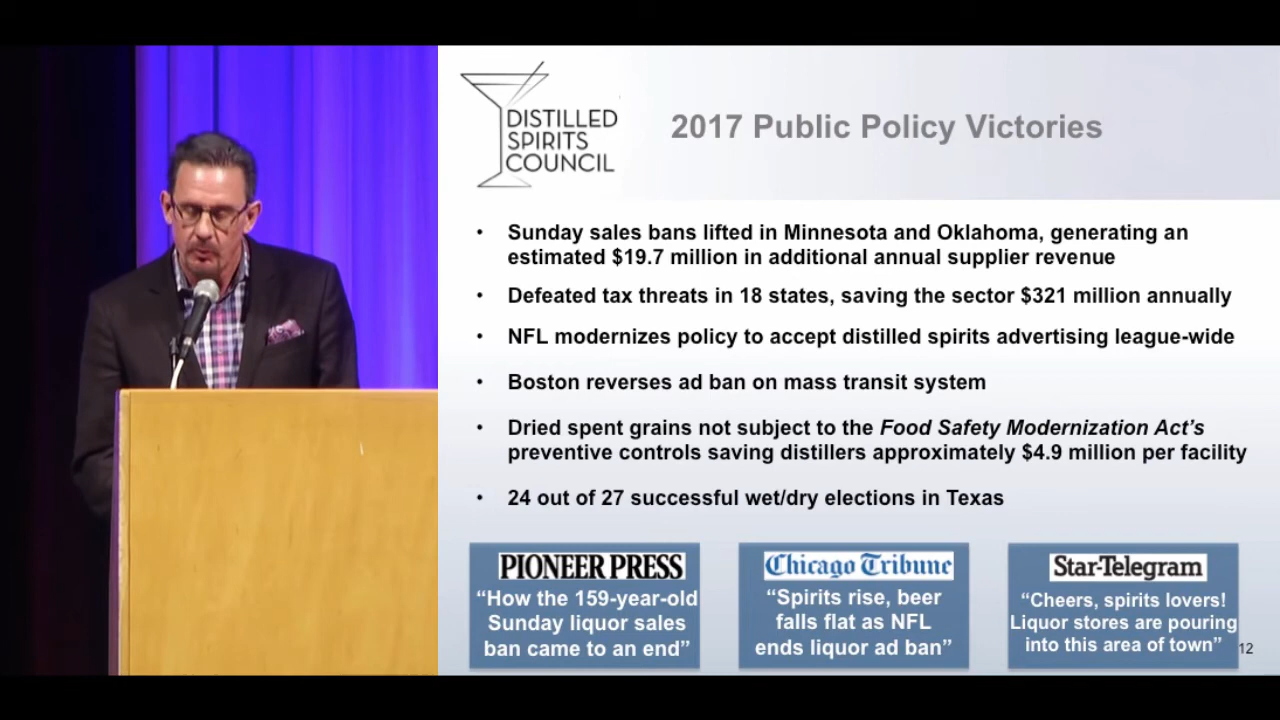 DISTILLED
SPIRITS
COUNCIL
2017 Public Policy Victories
• Sunday sales bans lifted in Minnesota and Oklahoma, generating an
estimated $19.7 million in additional annual supplier revenue
• Defeated tax threats in 18 states, saving the sector $321 million annually
• NFL modernizes policy to accept distilled spirits advertising league-wide
• Boston reverses ad ban on mass transit system
• Dried spent grains not subject to the Food Safety Modernization Act’s
preventive controls saving distillers approximately $4.9 million per facility
• 24 out of 27 successful wet/dry elections in Texas
PIONEER PRESS
“How the 159-year-old
Sunday liquor sales
ban came to an end”
Chicago Tribune
“Spirits rise, beer
falls flat as NFL
ends liquor ad ban”
Star-Telegram
“Cheers, spirits lovers!
Liquor stores are pouring
into this area of town”
12